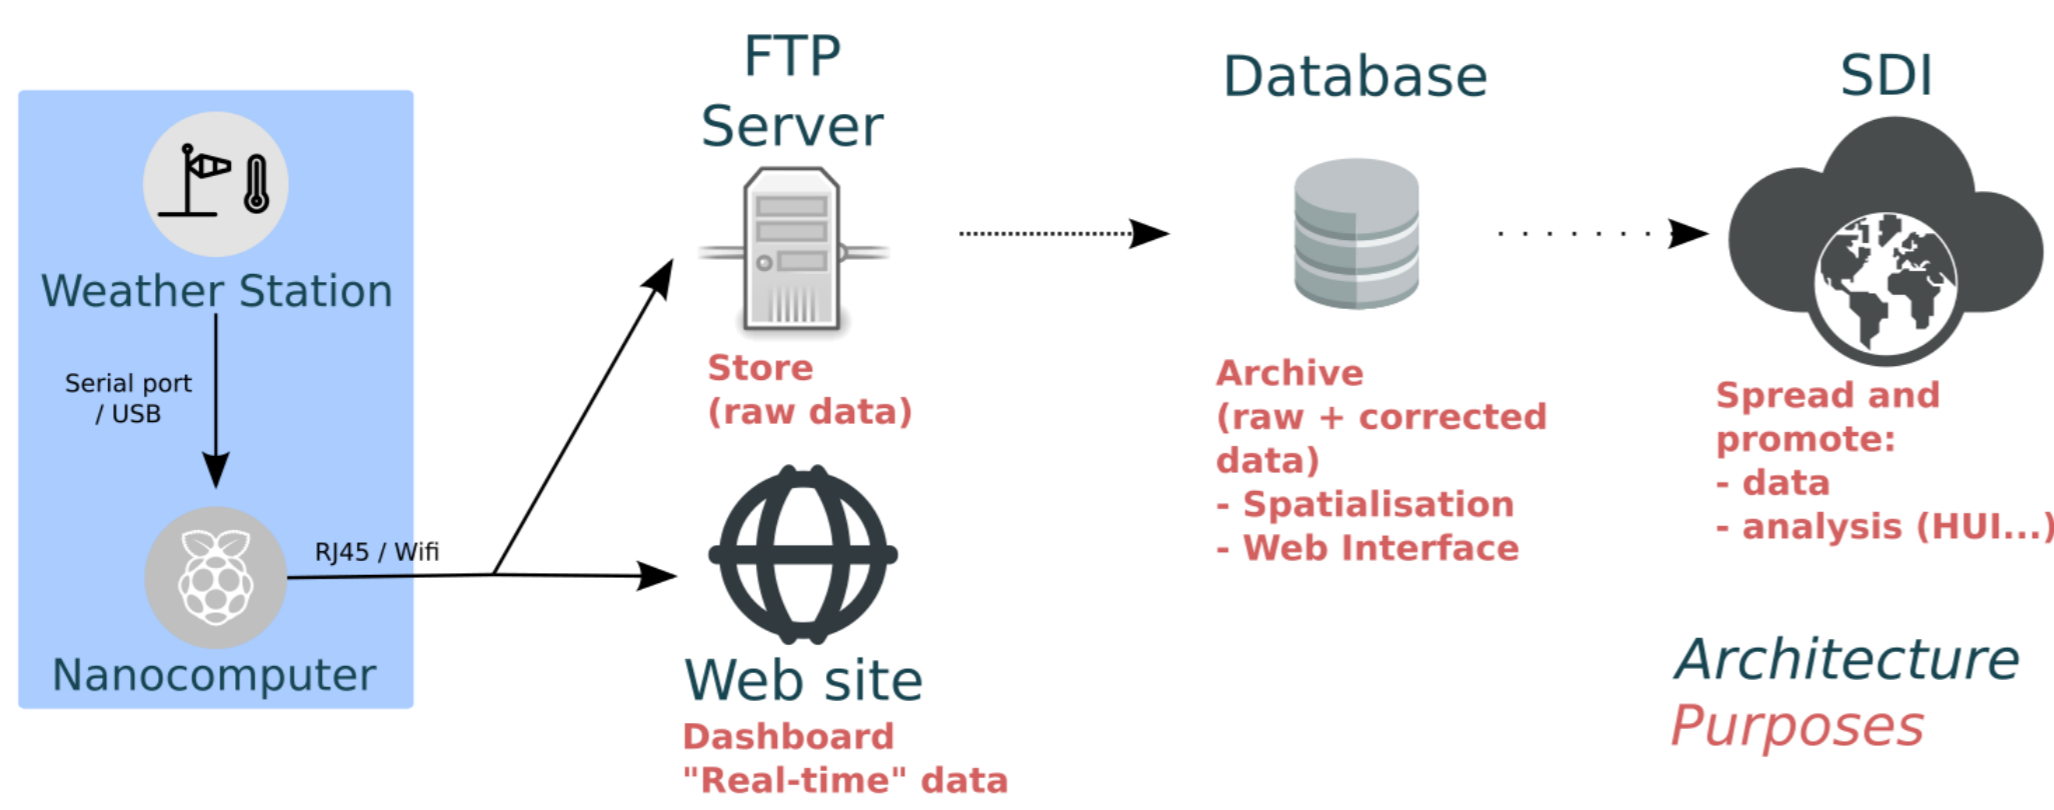 Weather Station
Serial port
/ USB
Nanocomputer
RJ45 / Wifi
FTP
Server
Store
(raw data)
Web site
Dashboard
"Real-time" data
Database
Archive
(raw + corrected
data)
- Spatialisation
- Web Interface
SDI
Spread and
promote:
- data
- analysis (HUI...)
Architecture
Purposes